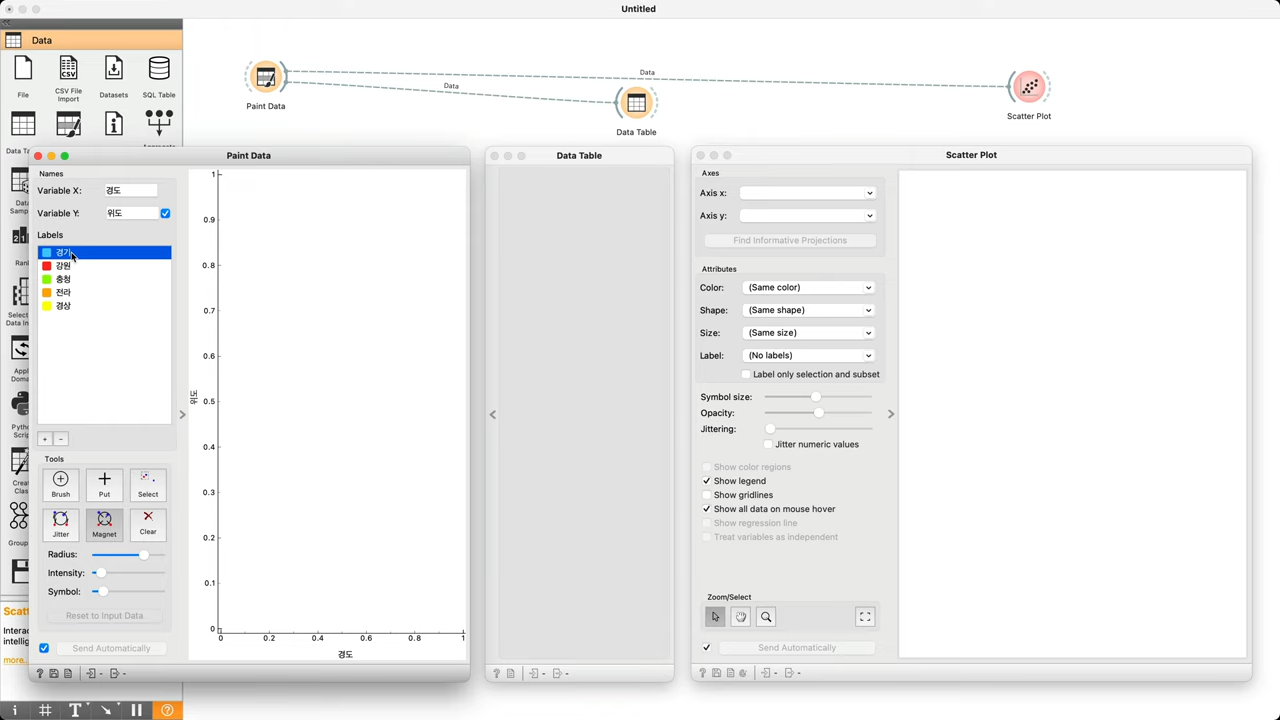 Untitled
Data
File
CSV File
Import
Datasets
SQL Table
Data
Data
Paint Data
Data Table
Scatter Plot
Paint Data
Names
Variable X: 경도
Variable Y: 위도
Labels
경기
강원
충청
전라
경상
Tools
Brush
Put
Select
Jitter
Magnet
Clear
Radius:
Intensity:
Symbol:
Reset to Input Data
Send Automatically
1
0.9
0.8
0.7
0.6
0.5
0.4
0.3
0.2
0.1
0
위도
0 0.2 0.4 0.6 0.8 1
경도
Data Table
Scatter Plot
Axes
Axis x:
Axis y:
Find Informative Projections
Attributes
Color: (Same color)
Shape: (Same shape)
Size: (Same size)
Label: (No labels)
Label only selection and subset
Symbol size:
Opacity:
Jittering:
Jitter numeric values
Show color regions
Show legend
Show gridlines
Show all data on mouse hover
Show regression line
Treat variables as independent
Zoom/Select
Send Automatically
more...